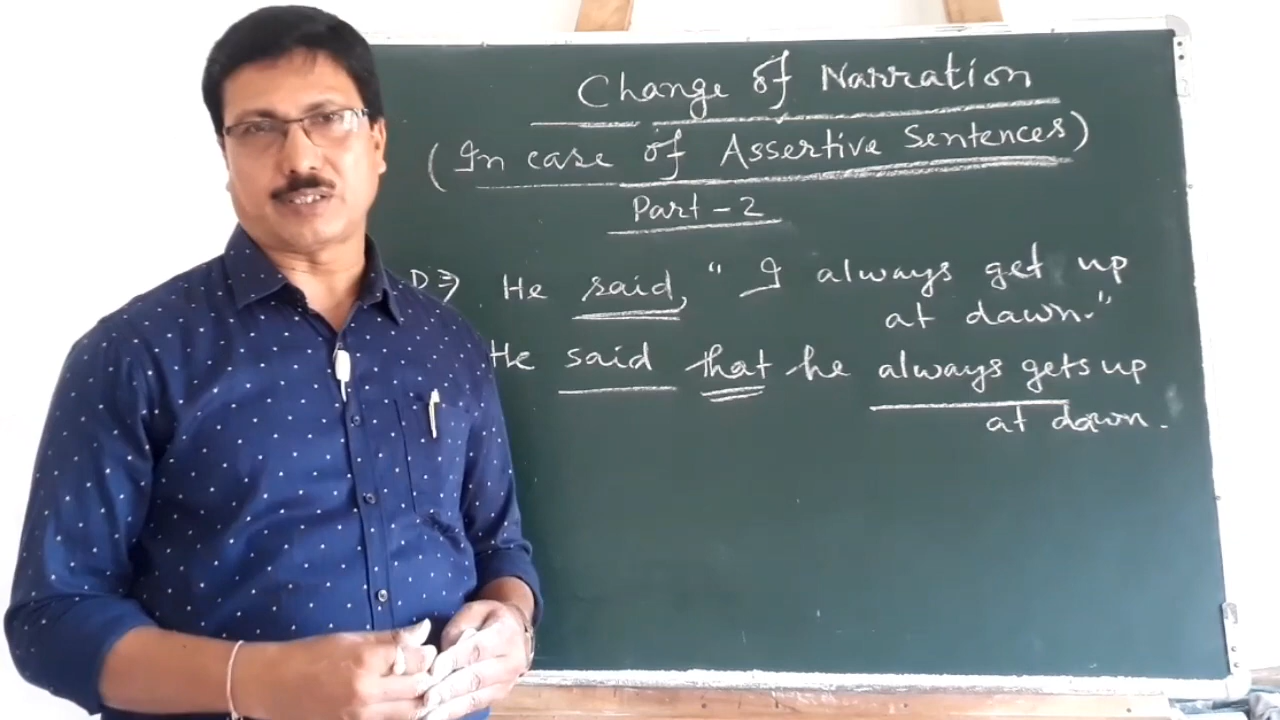 Change of Narration
(In case of Assertive Sentences)
Part - 2
D⇒ He said, "I always get up
at dawn."
He said that he always gets up
at dawn.